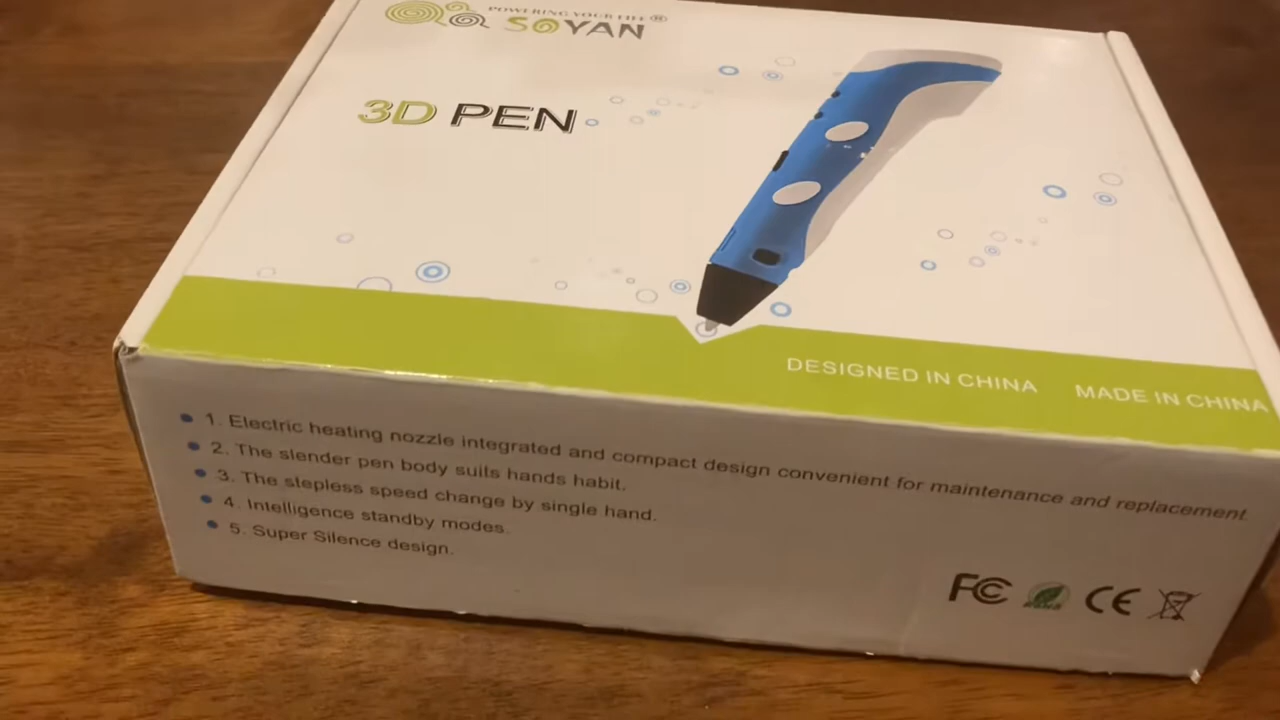 POWERING YOUR LIFE®
SOYAN
3D PEN
DESIGNED IN CHINA MADE IN CHINA
1. Electric heating nozzle integrated and compact design convenient for maintenance and replacement.
2. The slender pen body suits hands habit.
3. The stepless speed change by single hand.
4. Intelligence standby modes.
5. Super Silence design.
FC RoHS CE